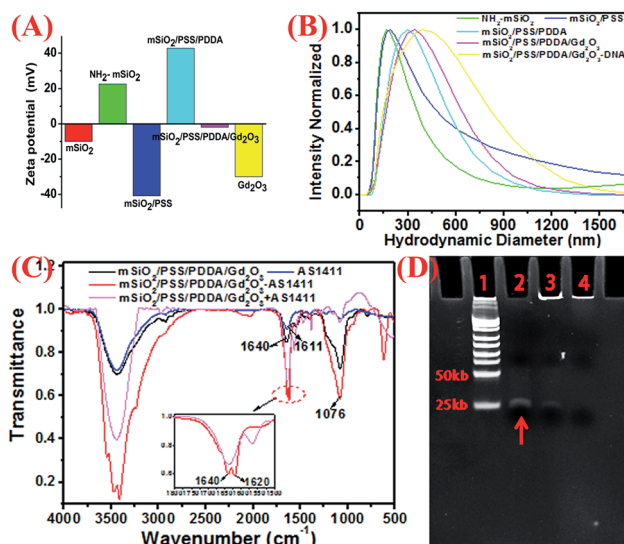 (A)
Zeta potential (mV)
40
20
0
20
40
mSiO2
NH2- mSiO2
mSiO2/PSS
mSiO2/PSS/PDDA
mSiO2/PSS/PDDA/Gd2O3
Gd2O3
(B)
Intensity Normalized
1.0
0.8
0.6
0.4
0.2
0.0
NH2-mSiO2
mSiO2/PSS
mSiO2/PSS/PDDA
mSiO2/PSS/PDDA/Gd2O3
mSiO2/PSS/PDDA/Gd2O3-DNA
0 300 600 900 1200 1500
Hydrodynamic Diameter (nm)
(C)
Transmittance
1.2
1.0
0.8
0.6
0.4
0.2
mSiO2/PSS/PDDA/Gd2O3
AS1411
mSiO2/PSS/PDDA/Gd2O3-AS1411
mSiO2/PSS/PDDA/Gd2O3+AS1411
1640
1611
1076
1640
1620
4000 3500 3000 2500 2000 1500 1000 500
Wavenumber (cm-1)
(D)
1 2 3 4
50kb
25kb